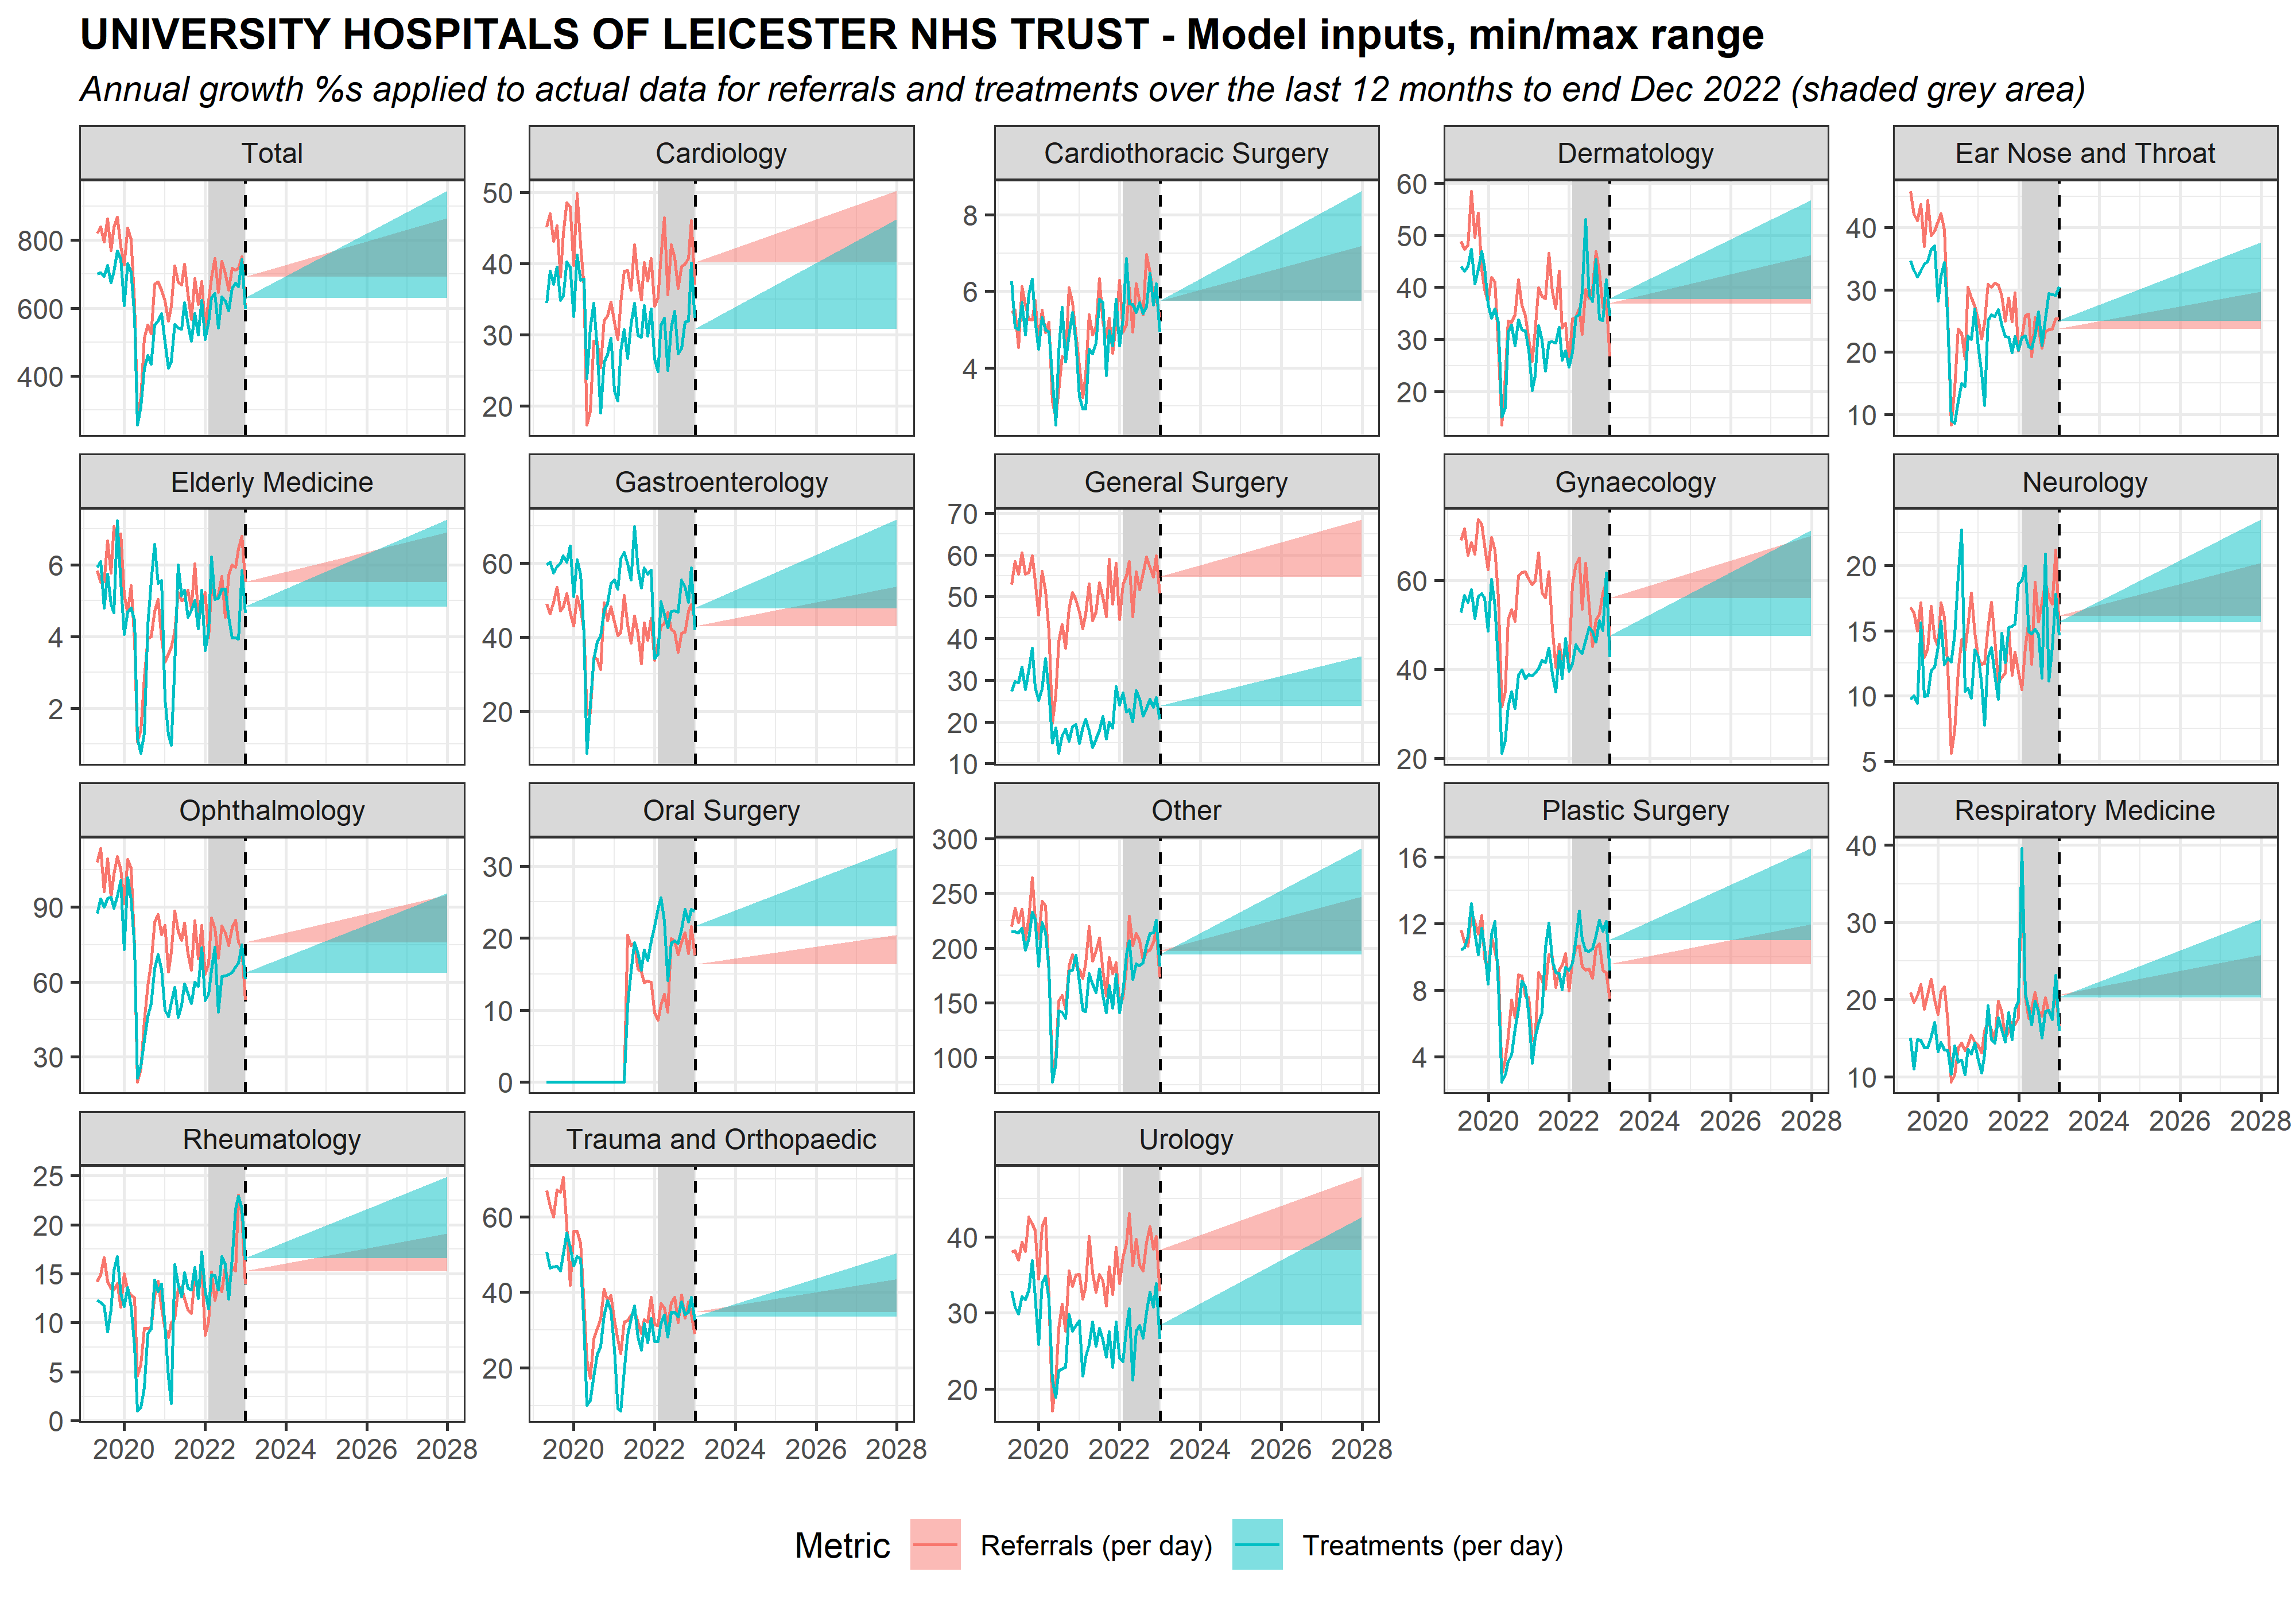 UNIVERSITY HOSPITALS OF LEICESTER NHS TRUST - Model inputs, min/max range
Annual growth %s applied to actual data for referrals and treatments over the last 12 months to end Dec 2022 (shaded grey area)
Total Cardiology Cardiothoracic Surgery Dermatology Ear Nose and Throat
800 600 400
50 40 30 20
8 6 4
60 50 40 30 20
40 30 20 10
Elderly Medicine Gastroenterology General Surgery Gynaecology Neurology
6 4 2
60 40 20
70 60 50 40 30 20 10
60 40 20
20 15 10 5
Ophthalmology Oral Surgery Other Plastic Surgery Respiratory Medicine
90 60 30
30 20 10 0
300 250 200 150 100
16 12 8 4
40 30 20 10
2020 2022 2024 2026 2028 2020 2022 2024 2026 2028
Rheumatology Trauma and Orthopaedic Urology
25 20 15 10 5 0
60 40 20
40 30 20
2020 2022 2024 2026 2028 2020 2022 2024 2026 2028 2020 2022 2024 2026 2028
Metric Referrals (per day) Treatments (per day)